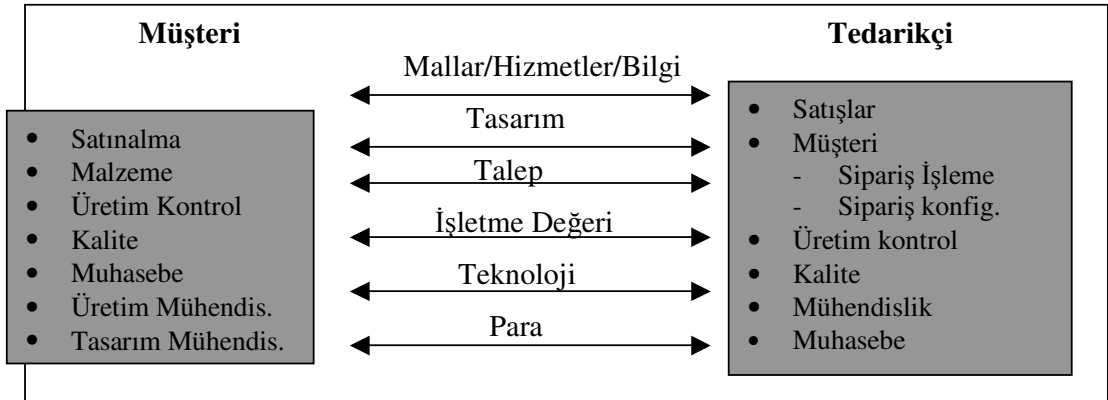 Müşteri
Tedarikçi
Mallar/Hizmetler/Bilgi
Tasarım
Talep
İşletme Değeri
Teknoloji
Para
• Satınalma
• Malzeme
• Üretim Kontrol
• Kalite
• Muhasebe
• Üretim Mühendis.
• Tasarım Mühendis.
• Satışlar
• Müşteri
- Sipariş İşleme
- Sipariş konfig.
• Üretim kontrol
• Kalite
• Mühendislik
• Muhasebe